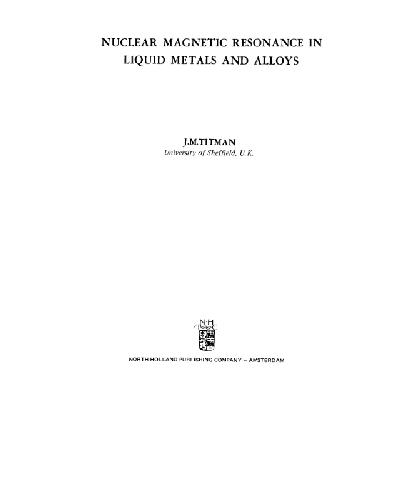 NUCLEAR MAGNETIC RESONANCE IN
LIQUID METALS AND ALLOYS
J.M.TITMAN
University of Sheffield, U.K.
N·H
NORTH-HOLLAND PUBLISHING COMPANY – AMSTERDAM